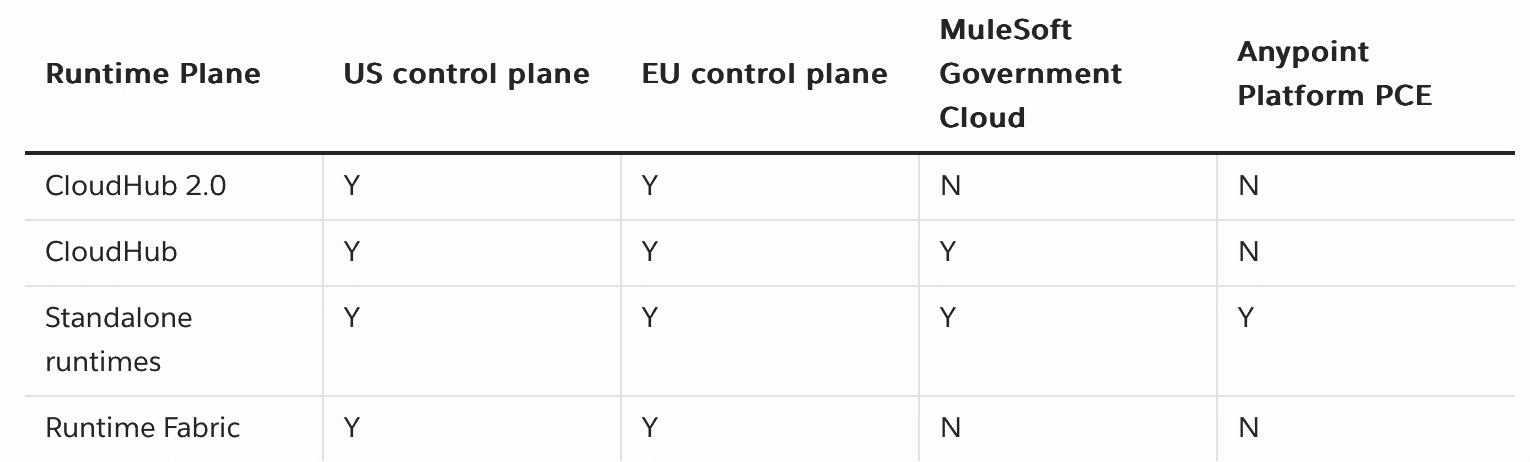 Runtime Plane US control plane EU control plane MuleSoft Government Cloud Anypoint Platform PCE
CloudHub 2.0 Y Y N N
CloudHub Y Y Y N
Standalone runtimes Y Y Y Y
Runtime Fabric Y Y N N